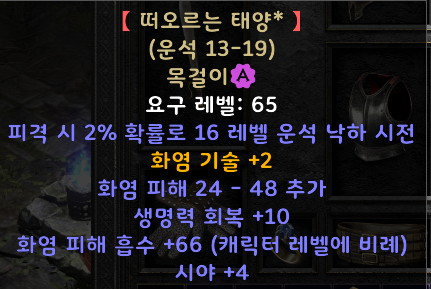 【 떠오르는 태양* 】
(운석 13-19)
목걸이 A
요구 레벨: 65
피격 시 2% 확률로 16 레벨 운석 낙하 시전
화염 기술 +2
화염 피해 24 - 48 추가
생명력 회복 +10
화염 피해 흡수 +66 (캐릭터 레벨에 비례)
시야 +4